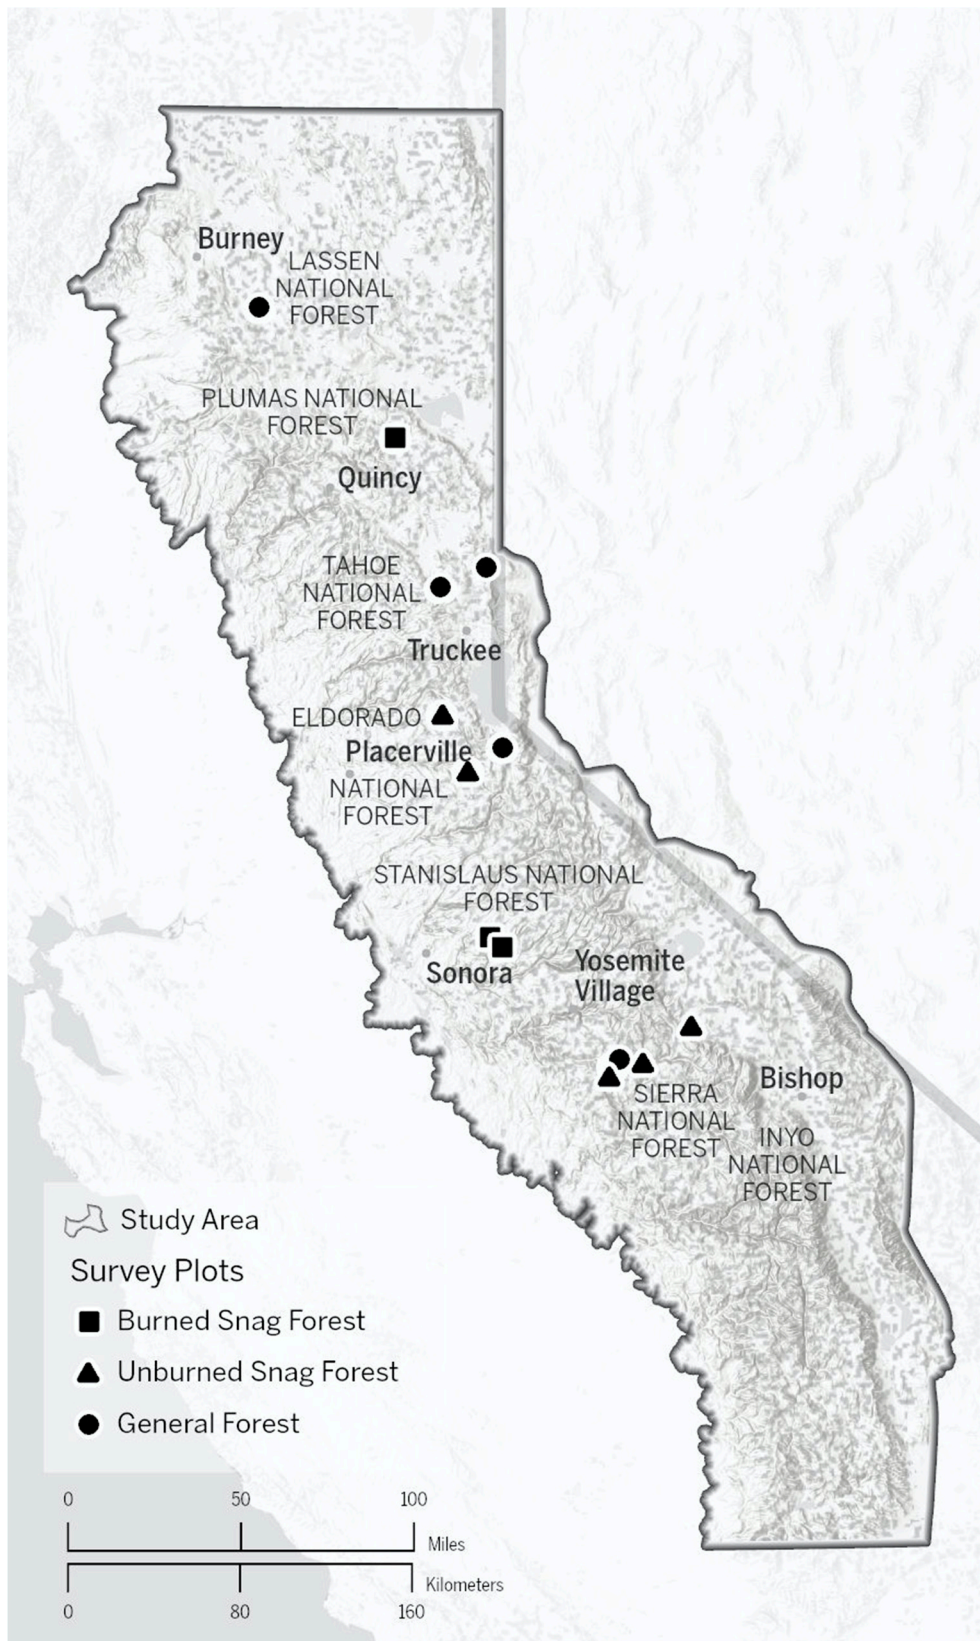 Burney
LASSEN
NATIONAL
FOREST
PLUMAS NATIONAL
FOREST
Quincy
TAHOE
NATIONAL
FOREST
Truckee
ELDORADO
Placerville
NATIONAL
FOREST
STANISLAUS NATIONAL
FOREST
Sonora
Yosemite
Village
Bishop
SIERRA
NATIONAL
FOREST
INYO
NATIONAL
FOREST
Study Area
Survey Plots
Burned Snag Forest
Unburned Snag Forest
General Forest
0 50 100
Miles
Kilometers
0 80 160